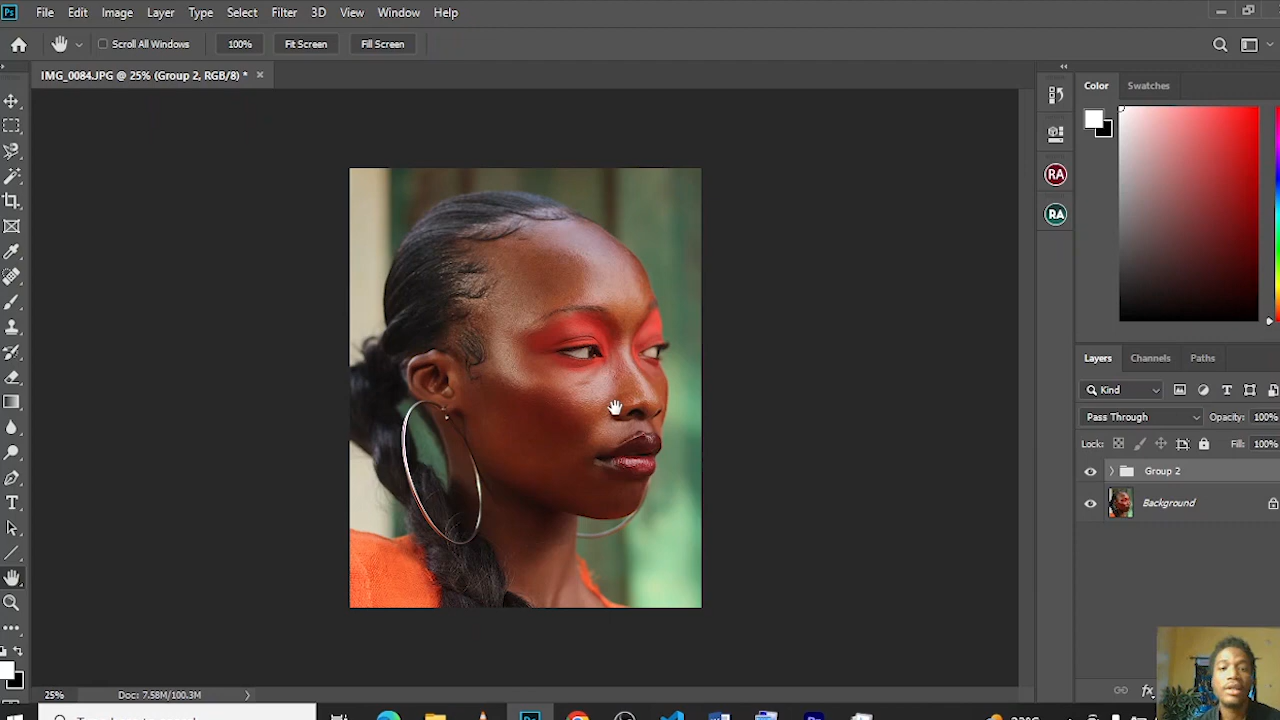 Ps File Edit Image Layer Type Select Filter 3D View Window Help
Scroll All Windows 100% Fit Screen Fill Screen
IMG_0084.JPG @ 25% (Group 2, RGB/8) *
Color Swatches
RA
RA
Layers Channels Paths
Kind
Pass Through Opacity: 100%
Lock: Fill: 100%
Group 2
Background
fx
25% Doc: 7.58M/100.3M